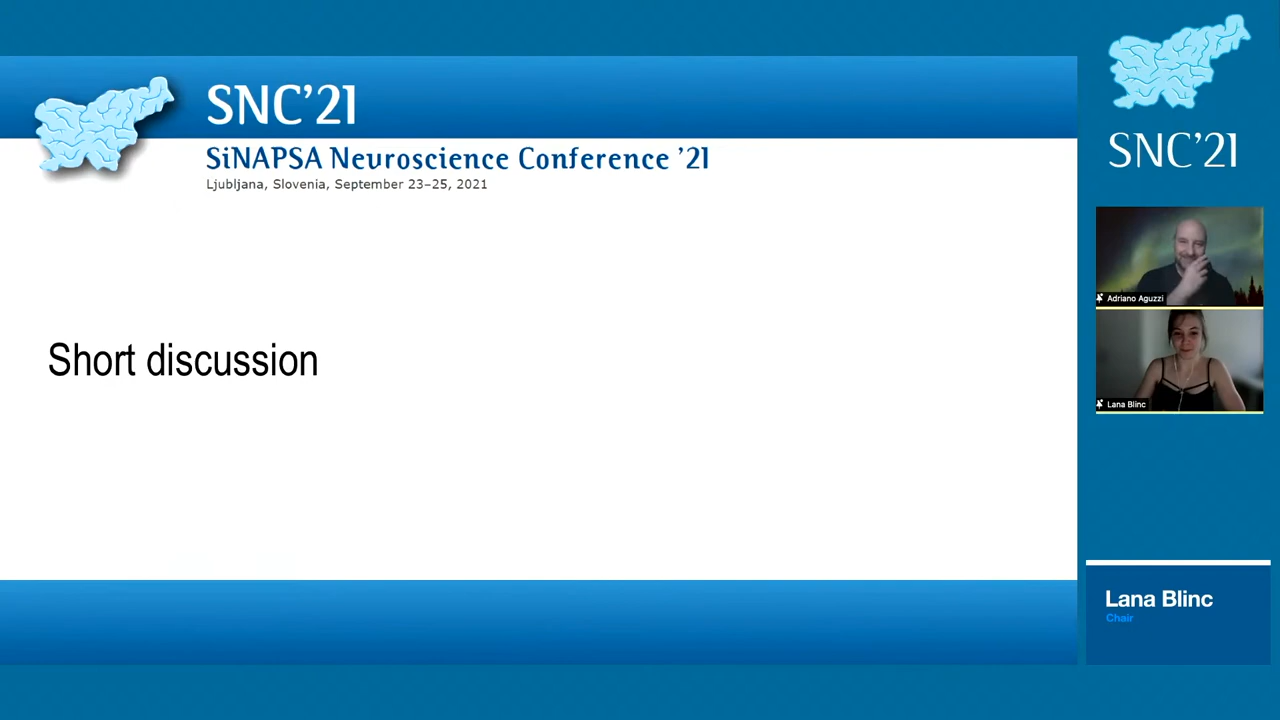 SNC’21
SiNAPSA Neuroscience Conference ’21
Ljubljana, Slovenia, September 23–25, 2021
Short discussion
SNC’21
Adriano Aguzzi
Lana Blinc
Lana Blinc
Chair